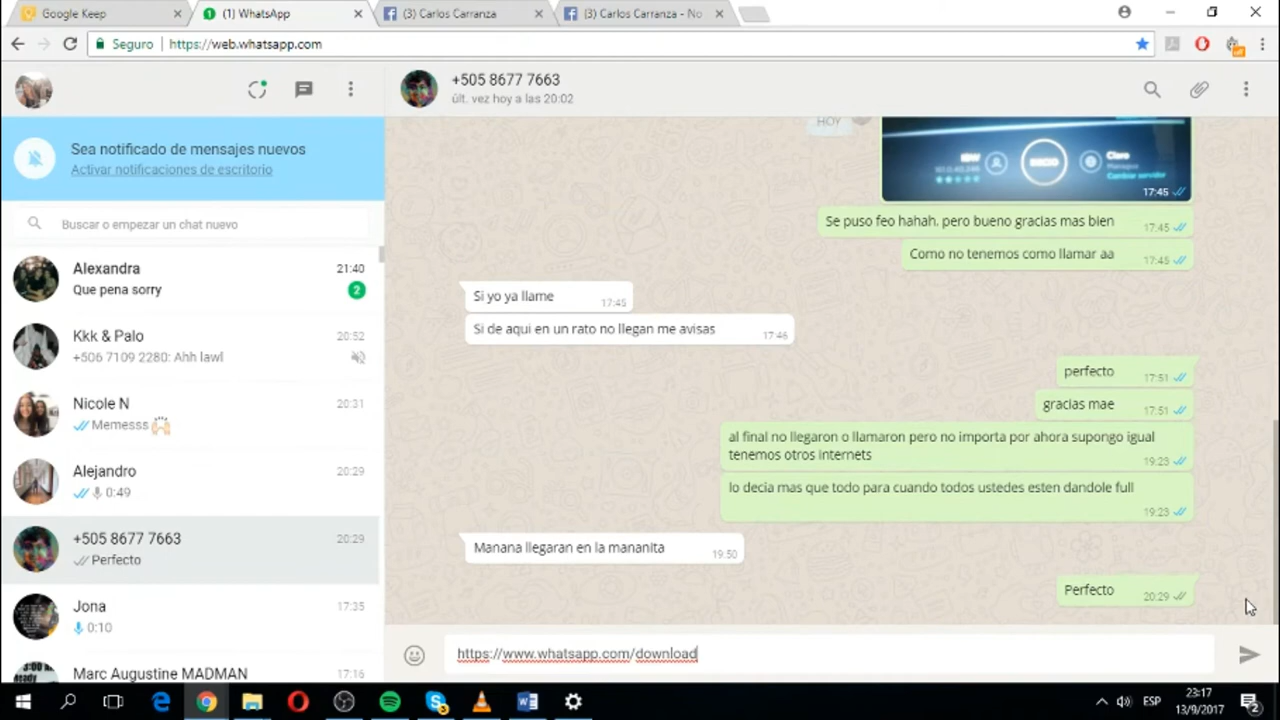 Google Keep
(1) WhatsApp
(3) Carlos Carranza
(3) Carlos Carranza - No
Seguro
https://web.whatsapp.com
+505 8677 7663
últ. vez hoy a las 20:02
Sea notificado de mensajes nuevos
Activar notificaciones de escritorio
Buscar o empezar un chat nuevo
Alexandra
21:40
Que pena sorry
2
Kkk & Palo
20:52
+506 7109 2280: Ahh lawl
Nicole N
20:31
Memesss
Alejandro
20:29
0:49
+505 8677 7663
20:29
Perfecto
Jona
17:35
0:10
Marc Augustine MADMAN
17:16
HOY
INICIO
Claro
Managua
Cambiar servidor
17:45
Se puso feo hahah, pero bueno gracias mas bien
17:45
Como no tenemos como llamar aa
17:45
Si yo ya llame
17:45
Si de aqui en un rato no llegan me avisas
17:46
perfecto
17:51
gracias mae
17:51
al final no llegaron o llamaron pero no importa por ahora supongo igual
tenemos otros internets
19:23
lo decia mas que todo para cuando todos ustedes esten dandole full
19:23
Manana llegaran en la mananita
19:50
Perfecto
20:29
https://www.whatsapp.com/download
ESP
23:17
13/9/2017
2